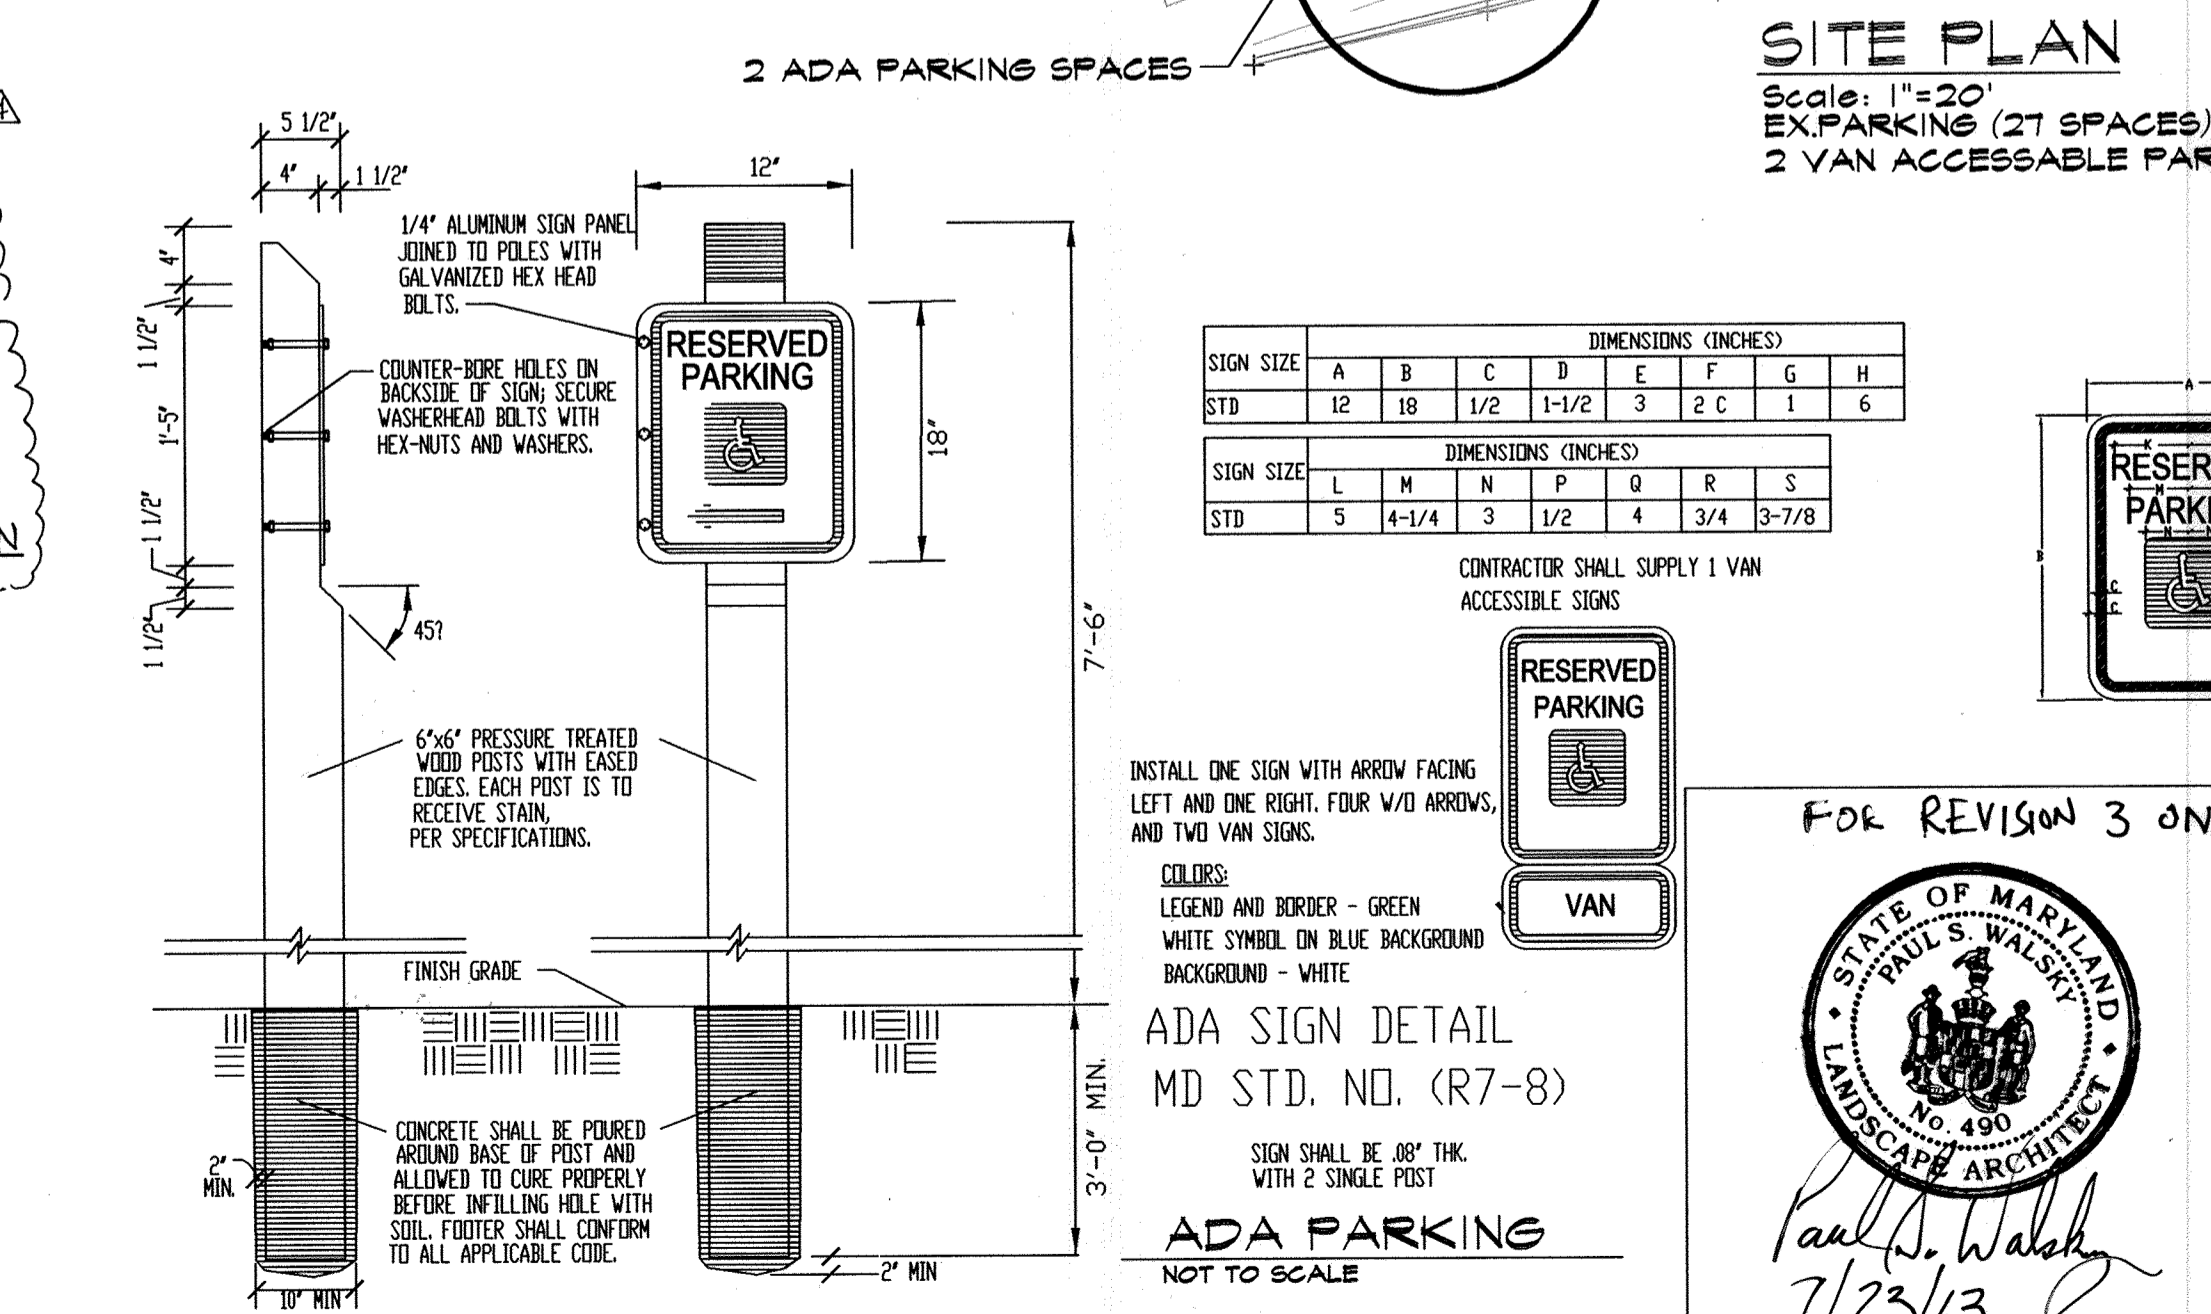 2 ADA PARKING SPACES
SITE PLAN
Scale: 1"=20'
EX.PARKING (27 SPACES)
2 VAN ACCESSABLE
4
5 1/2"
4"
1 1/2"
4"
1 1/2"
1'-5"
1 1/2"
1 1/2"
1/4" ALUMINUM SIGN PANEL
JOINED TO POLES WITH
GALVANIZED HEX HEAD
BOLTS.
COUNTER-BORE HOLES ON
BACKSIDE OF SIGN; SECURE
WASHERHEAD BOLTS WITH
HEX-NUTS AND WASHERS.
45?
12"
RESERVED
PARKING
18"
7'-6"
6"x6" PRESSURE TREATED
WOOD POSTS WITH EASED
EDGES. EACH POST IS TO
RECEIVE STAIN,
PER SPECIFICATIONS.
FINISH GRADE
CONCRETE SHALL BE POURED
AROUND BASE OF POST AND
ALLOWED TO CURE PROPERLY
BEFORE INFILLING HOLE WITH
SOIL. FOOTER SHALL CONFORM
TO ALL APPLICABLE CODE.
2"
MIN.
10" MIN
2" MIN
3'-0" MIN.
SIGN SIZE DIMENSIONS (INCHES)
A B C D E F G H
STD 12 18 1/2 1-1/2 3 2 C 1 6
SIGN SIZE DIMENSIONS (INCHES)
L M N P Q R S
STD 5 4-1/4 3 1/2 4 3/4 3-7/8
CONTRACTOR SHALL SUPPLY 1 VAN
ACCESSIBLE SIGNS
RESERVED
PARKING
VAN
A
B
K
RESER
M
PARK
N N
C
C
INSTALL ONE SIGN WITH ARROW FACING
LEFT AND ONE RIGHT. FOUR W/O ARROWS,
AND TWO VAN SIGNS.
COLORS:
LEGEND AND BORDER - GREEN
WHITE SYMBOL ON BLUE BACKGROUND
BACKGROUND - WHITE
ADA SIGN DETAIL
MD STD. NO. (R7-8)
SIGN SHALL BE .08" THK.
WITH 2 SINGLE POST
ADA PARKING
NOT TO SCALE
FOR REVISION 3 ON
STATE OF MARYLAND
PAUL S. WALSKY
No. 490
LANDSCAPE ARCHITECT
Paul S. Walsky
7/23/13